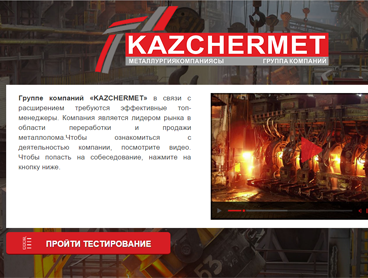 KAZCHERMET
МЕТАЛЛУРГИЯКОМПАНИЯСЫ ГРУППА КОМПАНИЙ
Группе компаний «KAZCHERMET» в связи с
расширением требуются эффективные топ-
менеджеры. Компания является лидером рынка в
области переработки и продажи
металлолома.Чтобы ознакомиться с
деятельностью компании, посмотрите видео.
Чтобы попасть на собеседование, нажмите на
кнопку ниже.
ПРОЙТИ ТЕСТИРОВАНИЕ